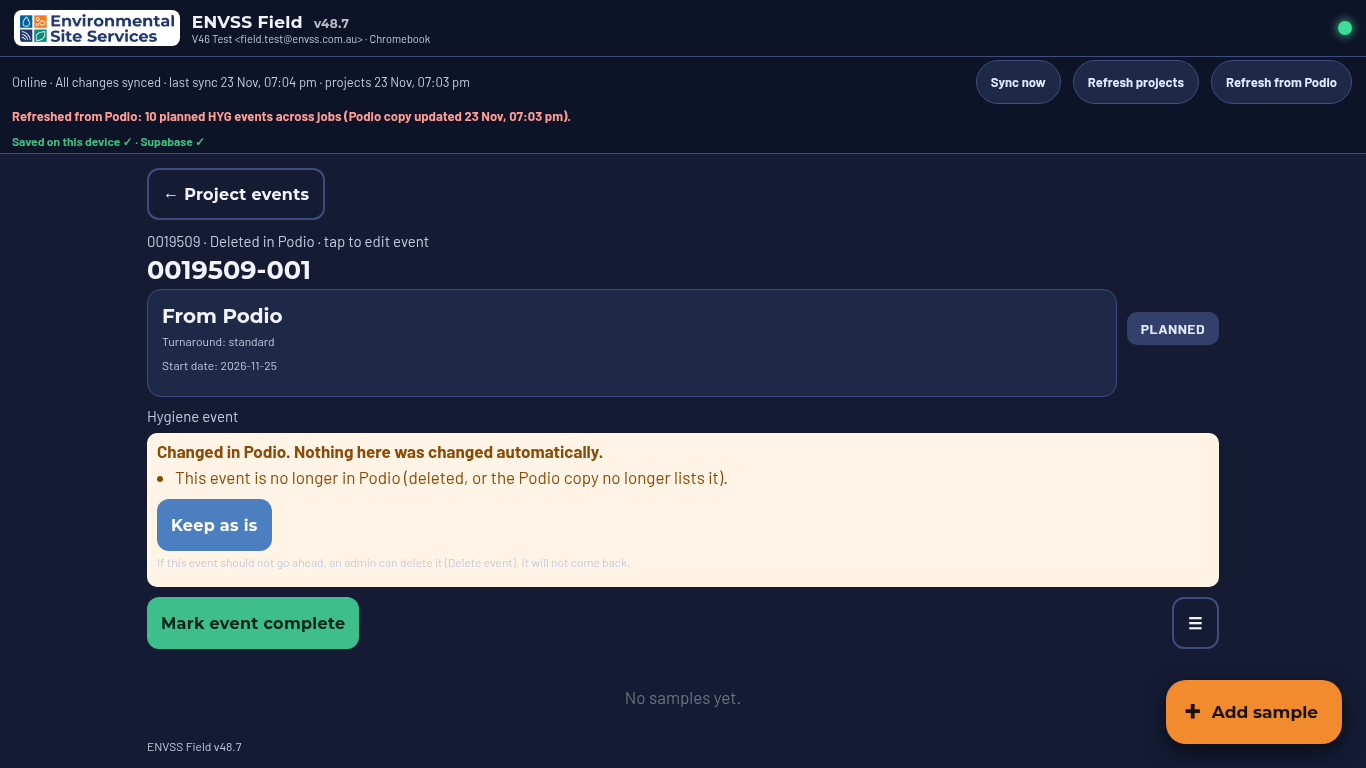 Environmental
Site Services
ENVSS Field v48.7
V46 Test <field.test@envss.com.au> · Chromebook
Online · All changes synced · last sync 23 Nov, 07:04 pm · projects 23 Nov, 07:03 pm
Sync now
Refresh projects
Refresh from Podio
Refreshed from Podio: 10 planned HYG events across jobs (Podio copy updated 23 Nov, 07:03 pm).
Saved on this device ✓ · Supabase ✓
← Project events
0019509 · Deleted in Podio · tap to edit event
0019509-001
From Podio
Turnaround: standard
Start date: 2026-11-25
PLANNED
Hygiene event
Changed in Podio. Nothing here was changed automatically.
• This event is no longer in Podio (deleted, or the Podio copy no longer lists it).
Keep as is
If this event should not go ahead, an admin can delete it (Delete event). It will not come back.
Mark event complete
☰
No samples yet.
+ Add sample
ENVSS Field v48.7